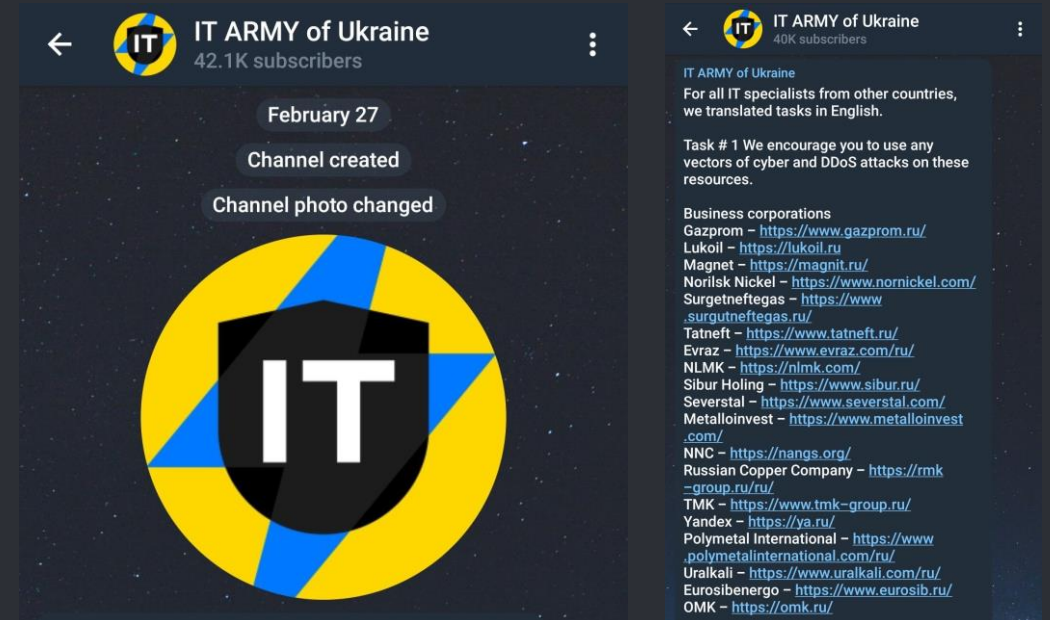 IT ARMY of Ukraine
42.1K subscribers
February 27
Channel created
Channel photo changed
IT
IT
IT ARMY of Ukraine
40K subscribers
IT
IT ARMY of Ukraine
For all IT specialists from other countries,
we translated tasks in English.
Task # 1 We encourage you to use any
vectors of cyber and DDoS attacks on these
resources.
Business corporations
Gazprom – https://www.gazprom.ru/
Lukoil – https://lukoil.ru
Magnet – https://magnit.ru/
Norilsk Nickel – https://www.nornickel.com/
Surgetneftegas – https://www
.surgutneftegas.ru/
Tatneft – https://www.tatneft.ru/
Evraz – https://www.evraz.com/ru/
NLMK – https://nlmk.com/
Sibur Holing – https://www.sibur.ru/
Severstal – https://www.severstal.com/
Metalloinvest – https://www.metalloinvest
.com/
NNC – https://nangs.org/
Russian Copper Company – https://rmk
–group.ru/ru/
TMK – https://www.tmk–group.ru/
Yandex – https://ya.ru/
Polymetal International – https://www
.polymetalinternational.com/ru/
Uralkali – https://www.uralkali.com/ru/
Eurosibenergo – https://www.eurosib.ru/
OMK – https://omk.ru/